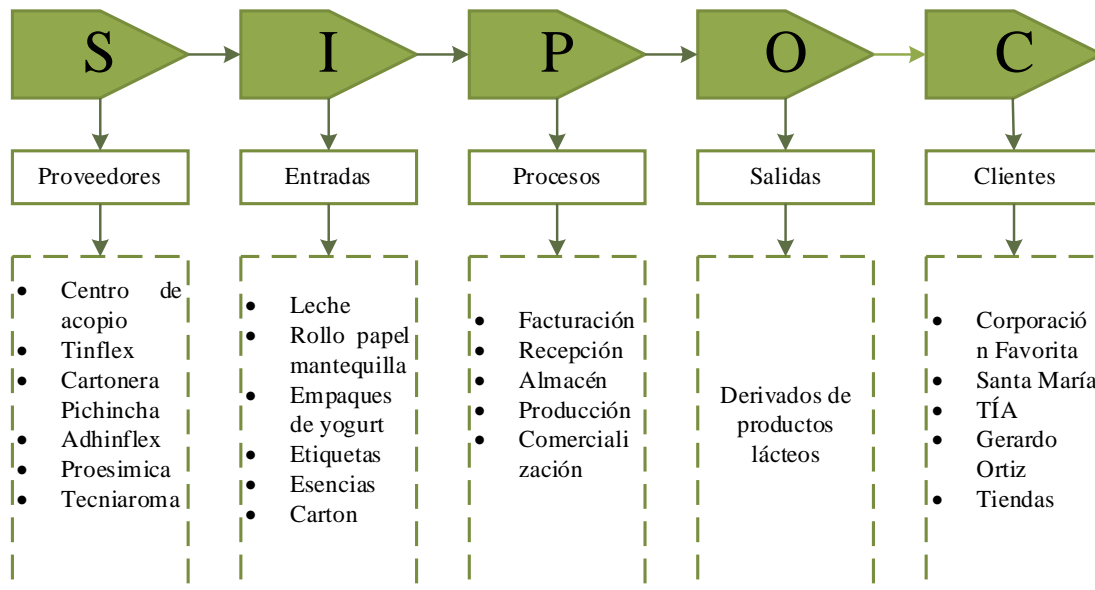 S
I
P
O
C
Proveedores
Entradas
Procesos
Salidas
Clientes
• Centro de
acopio
• Tinflex
• Cartonera
Pichincha
• Adhinflex
• Proesimica
• Tecniaroma
• Leche
• Rollo papel
mantequilla
• Empaques
de yogurt
• Etiquetas
• Esencias
• Carton
• Facturación
• Recepción
• Almacén
• Producción
• Comerciali
zación
Derivados de
productos
lácteos
• Corporació
n Favorita
• Santa María
• TÍA
• Gerardo
Ortiz
• Tiendas